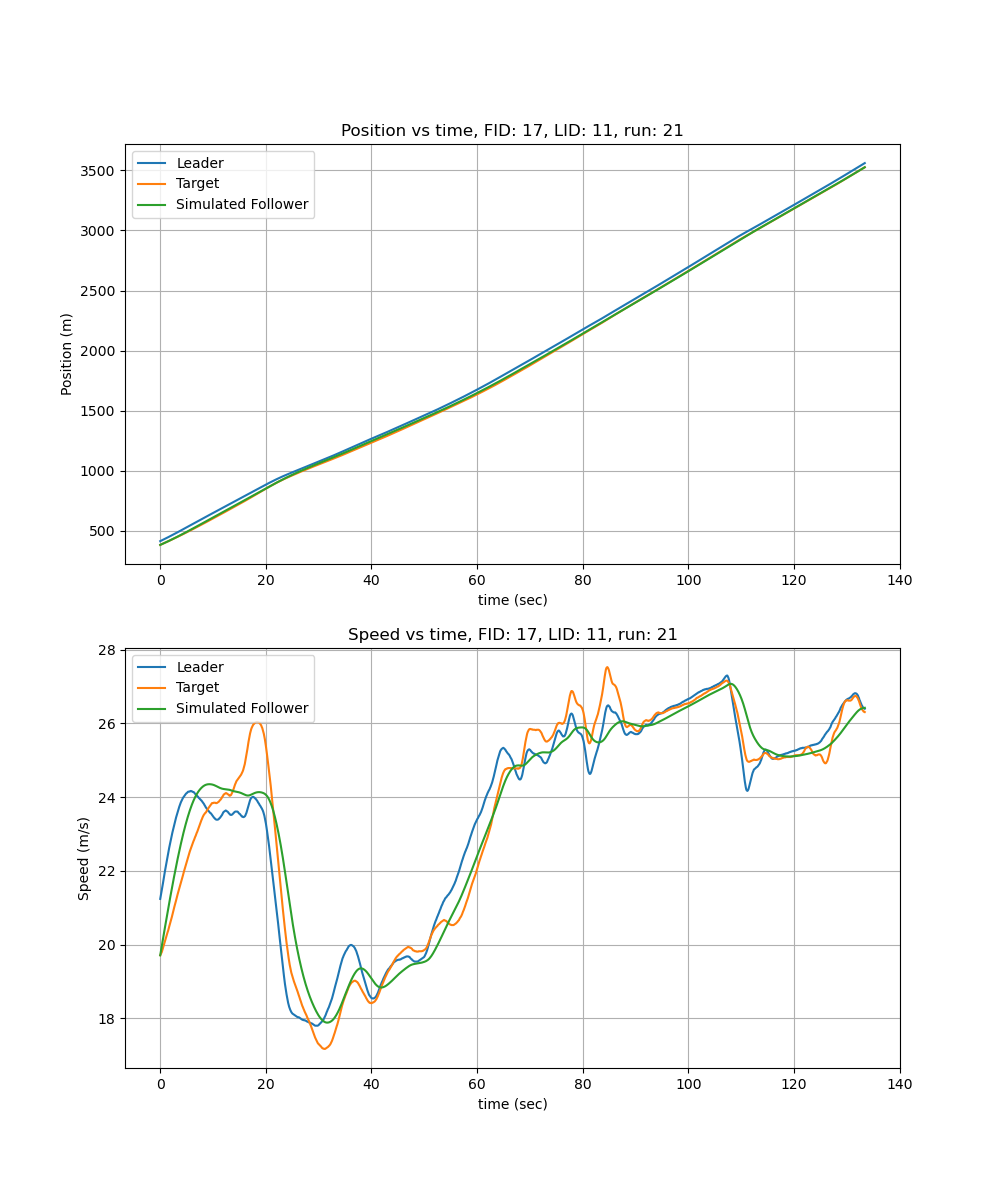 Position vs time, FID: 17, LID: 11, run: 21
Leader
Target
Simulated Follower
3500
3000
2500
2000
1500
1000
500
Position (m)
0 20 40 60 80 100 120 140
time (sec)
Speed vs time, FID: 17, LID: 11, run: 21
Leader
Target
Simulated Follower
28
26
24
22
20
18
Speed (m/s)
0 20 40 60 80 100 120 140
time (sec)